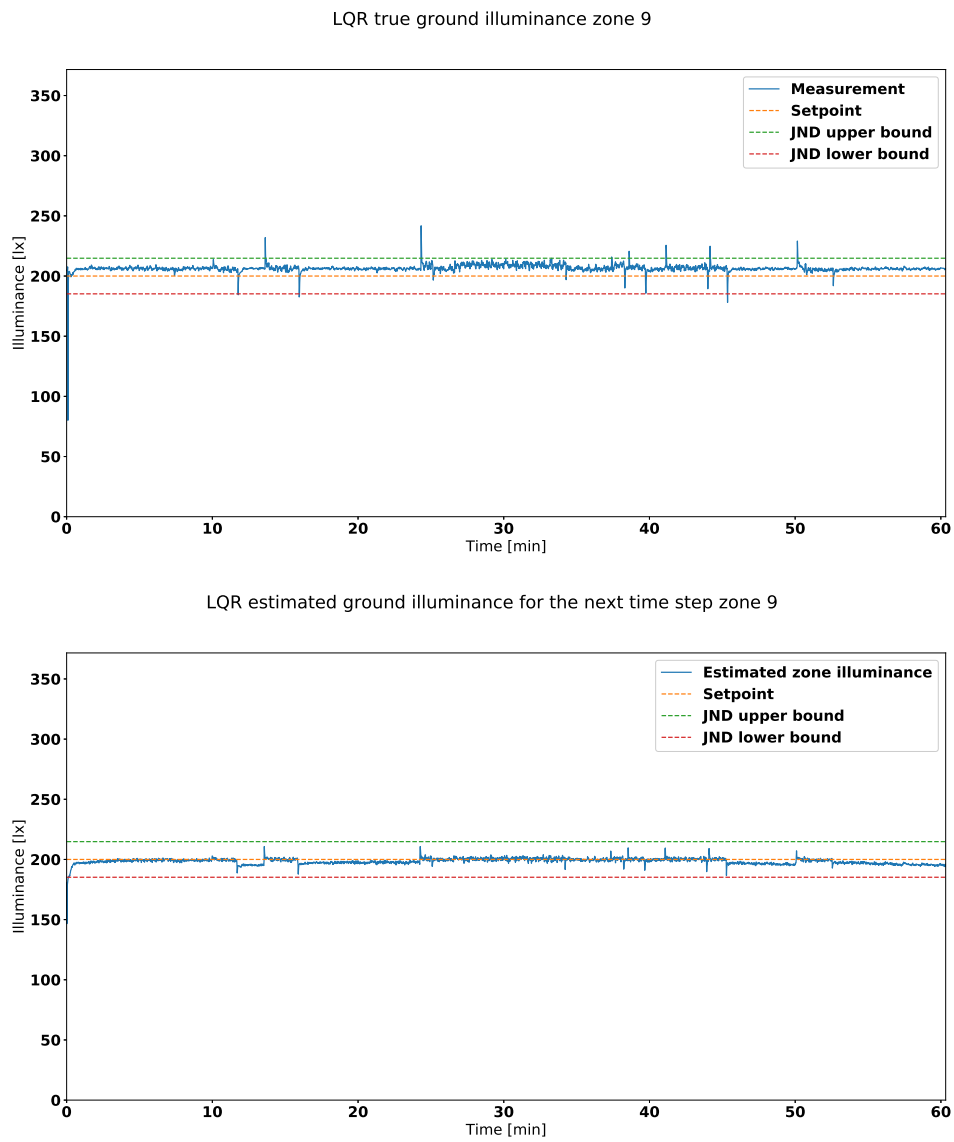 LQR true ground illuminance zone 9
350
300
250
200
150
100
50
0
Illuminance [lx]
Measurement
Setpoint
JND upper bound
JND lower bound
0 10 20 30 40 50 60
Time [min]
LQR estimated ground illuminance for the next time step zone 9
350
300
250
200
150
100
50
0
Illuminance [lx]
Estimated zone illuminance
Setpoint
JND upper bound
JND lower bound
0 10 20 30 40 50 60
Time [min]